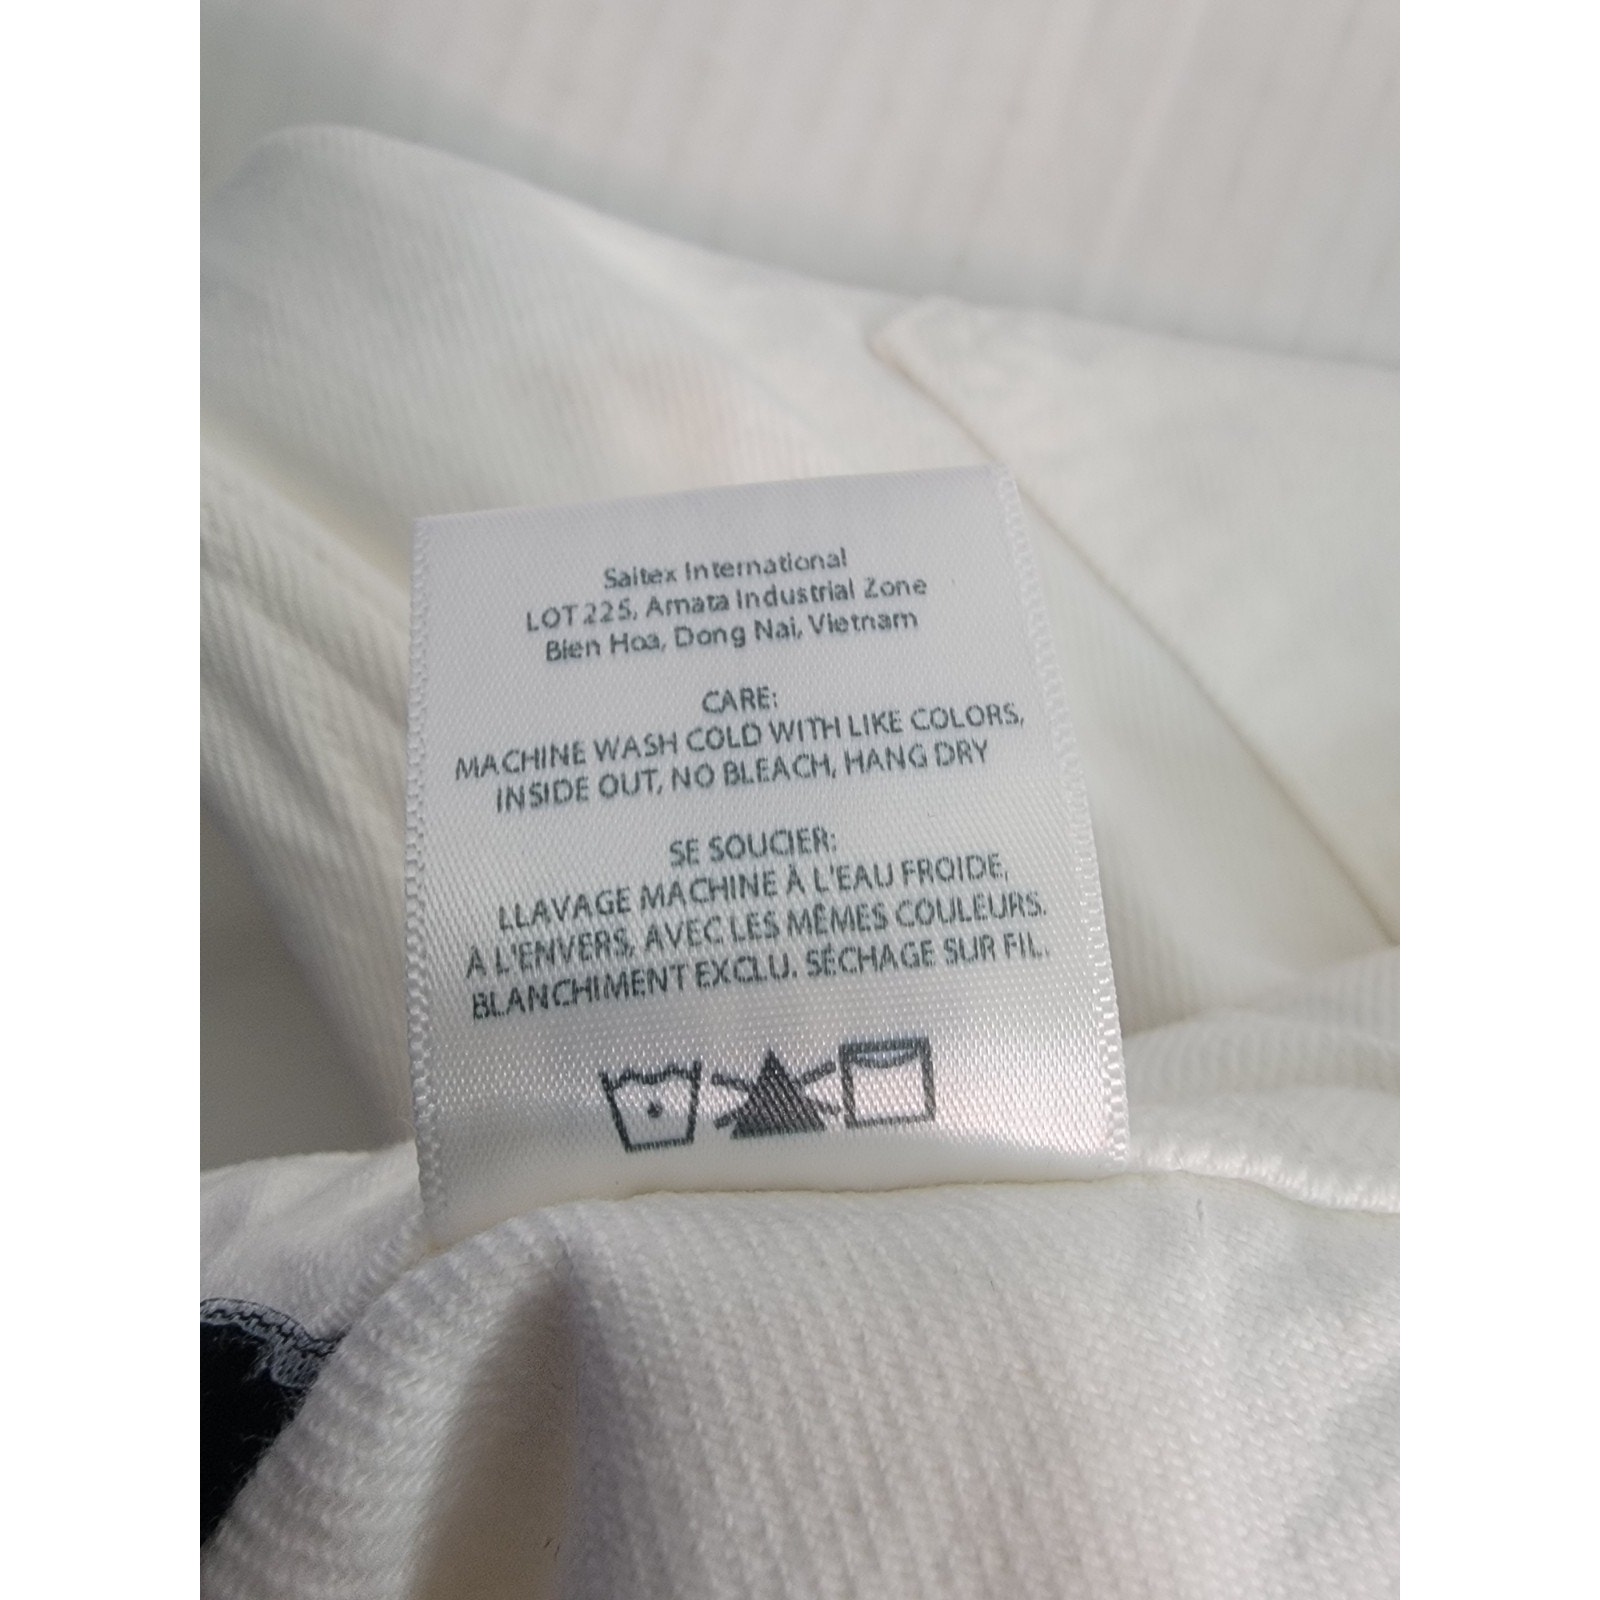 Saitex International
LOT 225, Amata Industrial Zone
Bien Hoa, Dong Nai, Vietnam
CARE:
MACHINE WASH COLD WITH LIKE COLORS,
INSIDE OUT, NO BLEACH, HANG DRY
SE SOUCIER:
LLAVAGE MACHINE À L'EAU FROIDE,
À L'ENVERS, AVEC LES MÊMES COULEURS.
BLANCHIMENT EXCLU. SÉCHAGE SUR FIL.